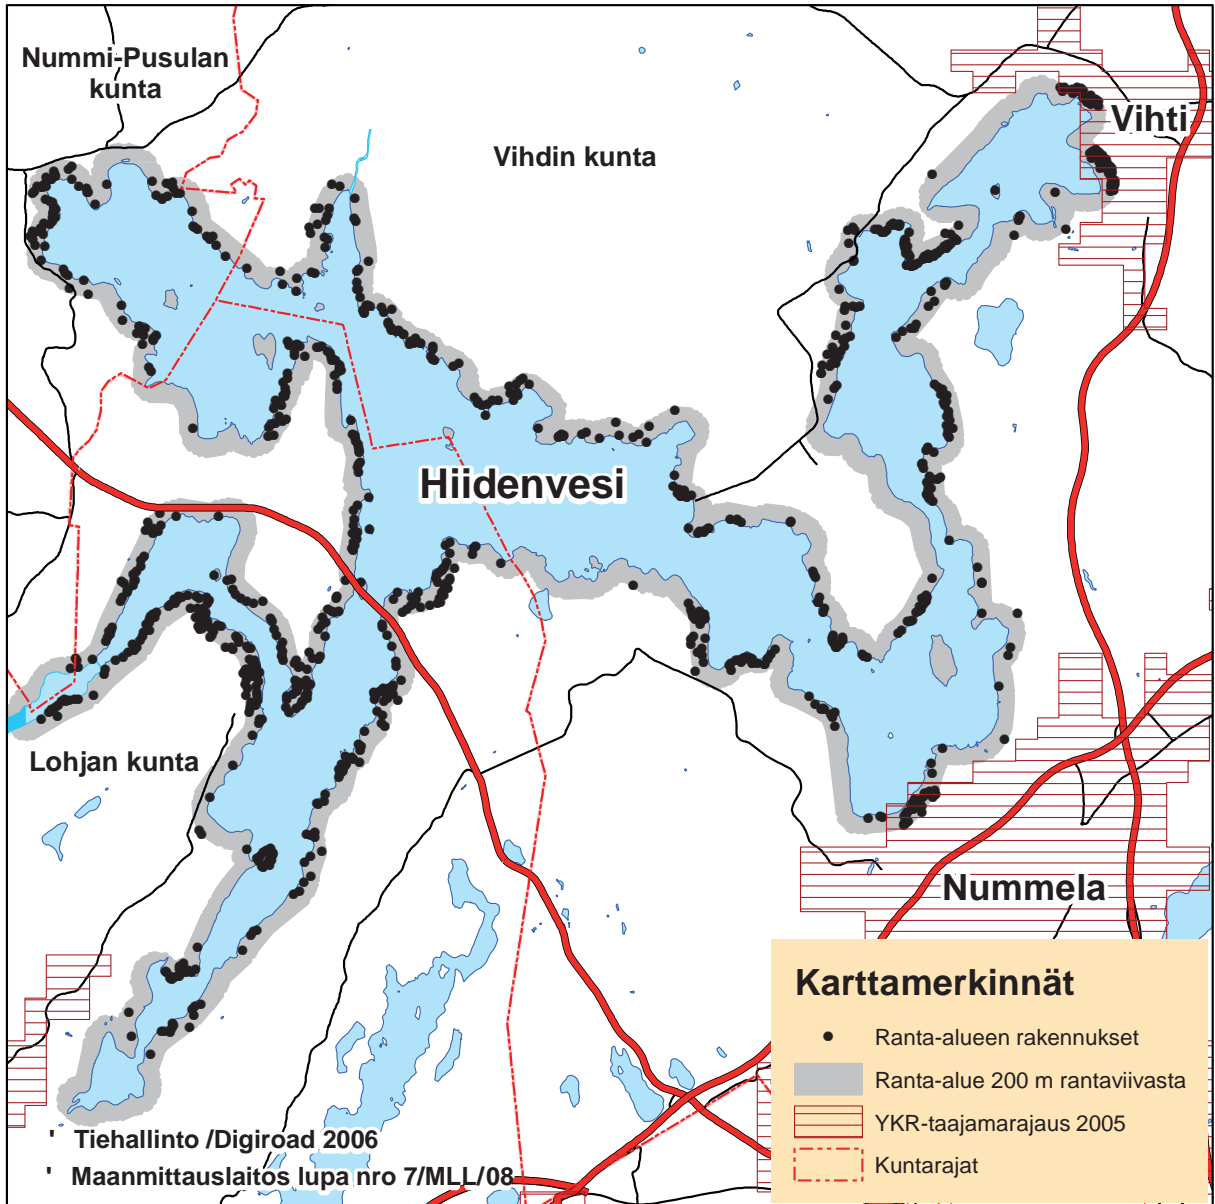 Nummi-Pusulan
kunta
Vihti
Vihdin kunta
Hiidenvesi
Lohjan kunta
Nummela
Karttamerkinnät
Ranta-alueen rakennukset
Ranta-alue 200 m rantaviivasta
YKR-taajamarajaus 2005
Kuntarajat
' Tiehallinto /Digiroad 2006
' Maanmittauslaitos lupa nro 7/MLL/08